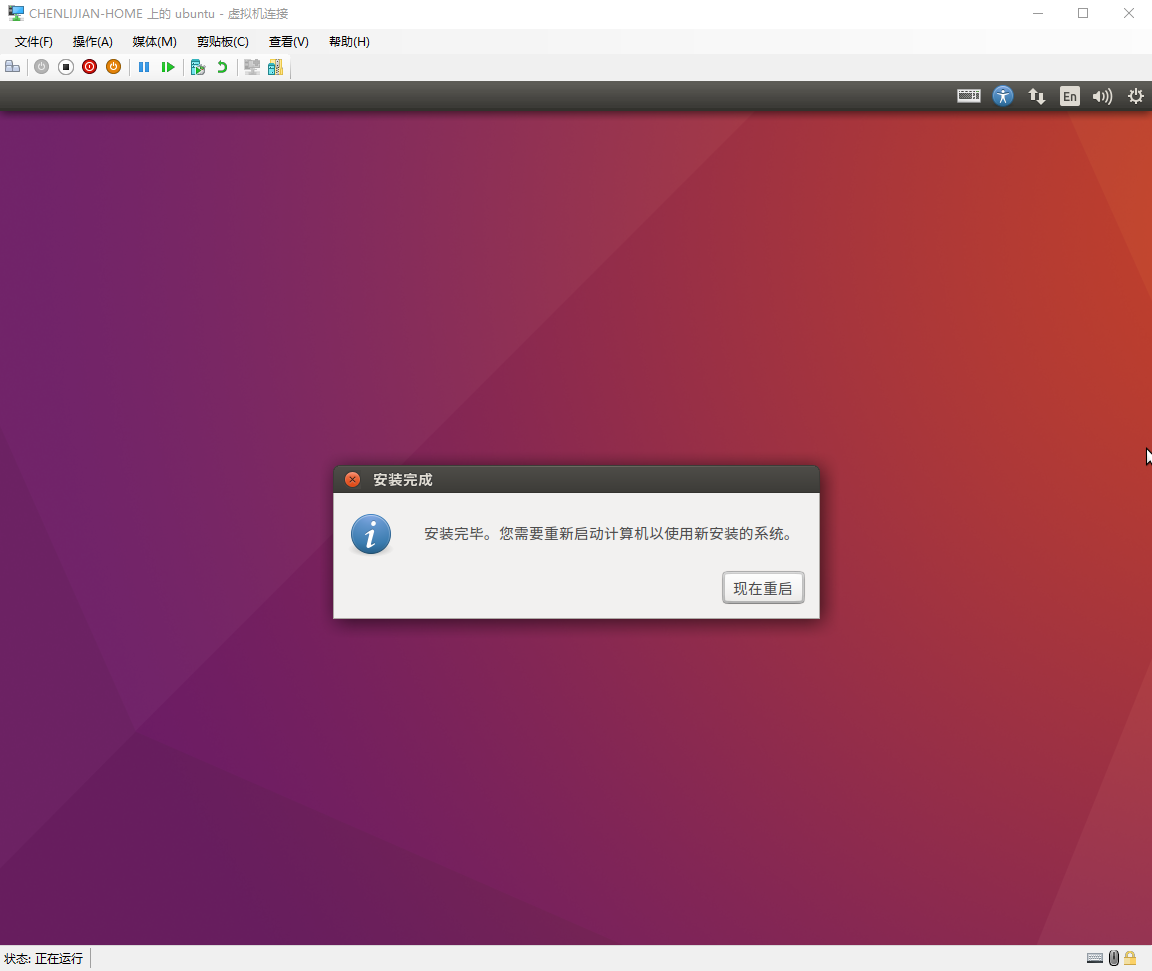 CHENLIJIAN-HOME 上的 ubuntu - 虚拟机连接
文件(F) 操作(A) 媒体(M) 剪贴板(C) 查看(V) 帮助(H)
En
安装完成
安装完毕。您需要重新启动计算机以使用新安装的系统。
现在重启
状态: 正在运行